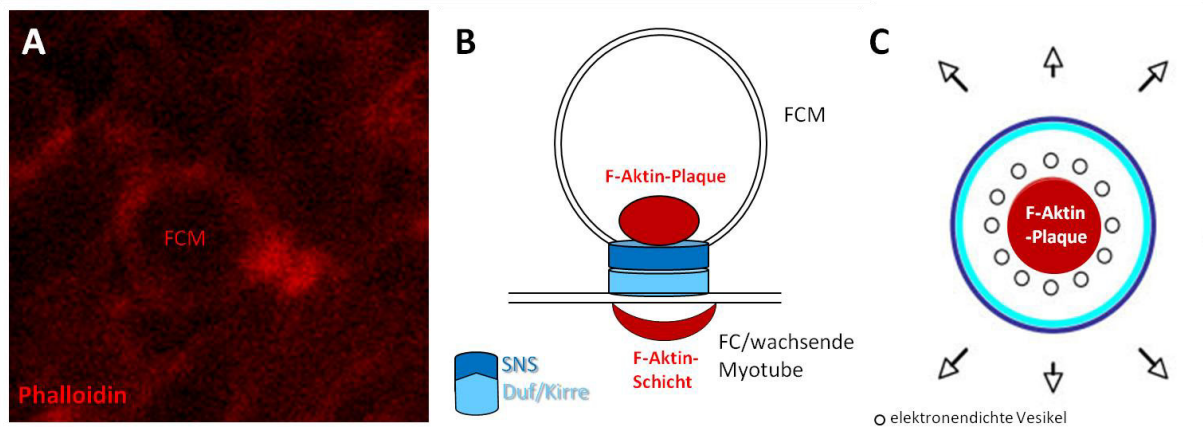 A
FCM
Phalloidin
B
FCM
F-Aktin-Plaque
F-Aktin-
Schicht
FC/wachsende
Myotube
SNS
Duf/Kirre
C
F-Aktin
-Plaque
elektronendichte Vesikel